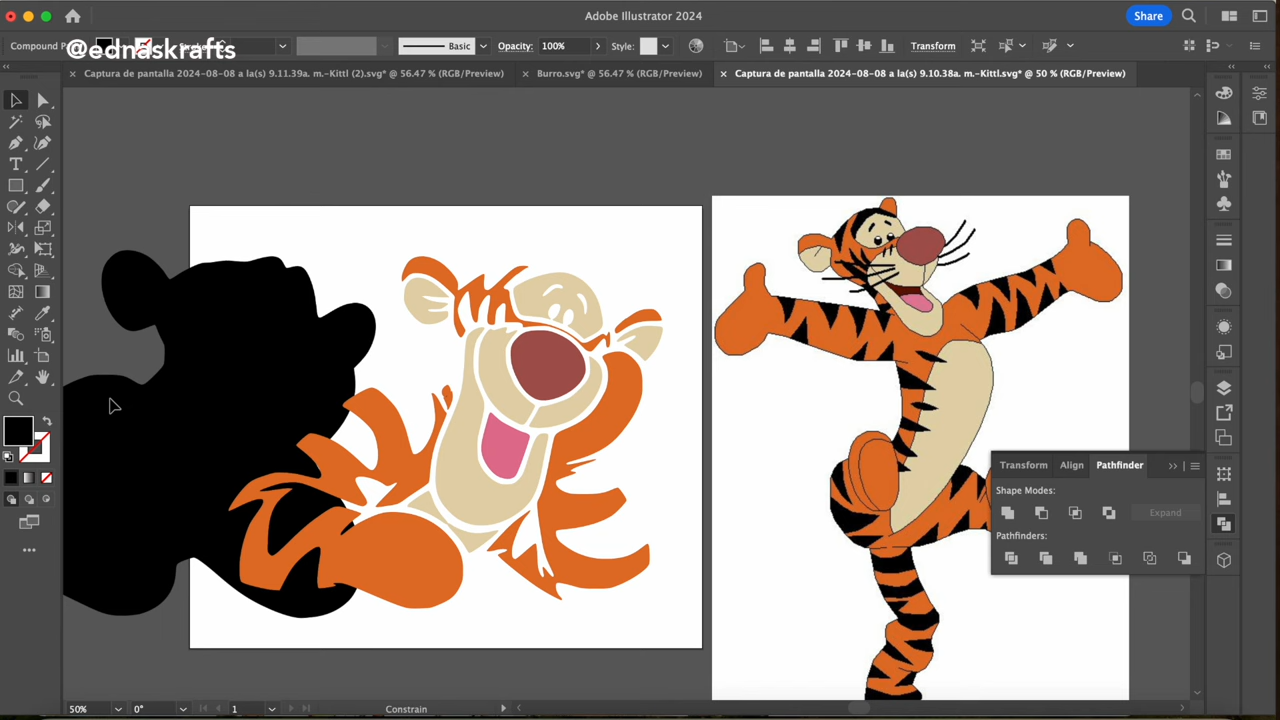 Adobe Illustrator 2024
Share
Compound P
@ednaskrafts
Basic
Opacity:
100%
Style:
Transform
Captura de pantalla 2024-08-08 a la(s) 9.11.39a. m.-Kittl (2).svg* @ 56.47 % (RGB/Preview)
Burro.svg* @ 56.47 % (RGB/Preview)
Captura de pantalla 2024-08-08 a la(s) 9.10.38a. m.-Kittl.svg* @ 50 % (RGB/Preview)
Transform
Align
Pathfinder
Shape Modes:
Expand
Pathfinders:
50%
0°
1
Constrain